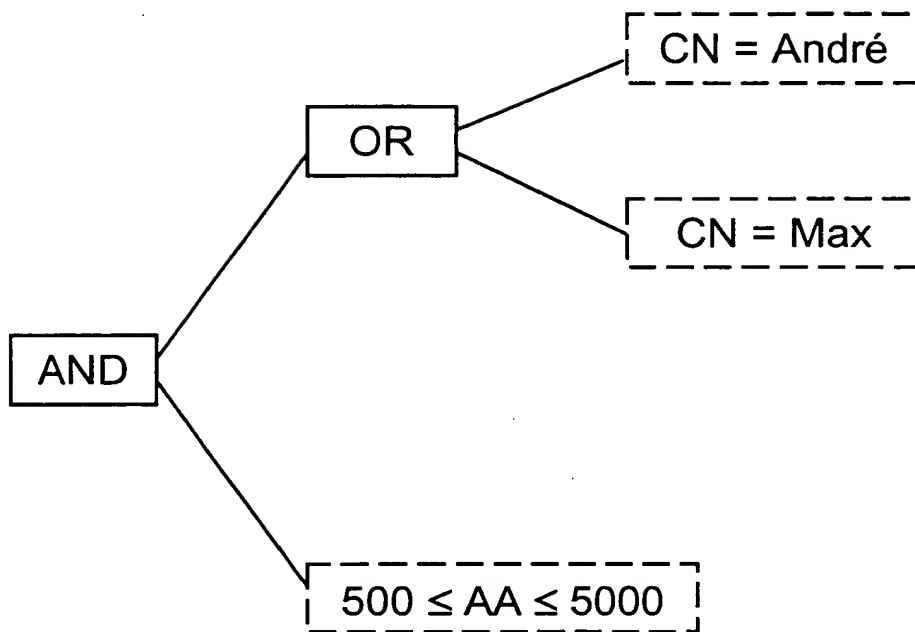 CN = André
OR
CN = Max
AND
500 ≤ AA ≤ 5000